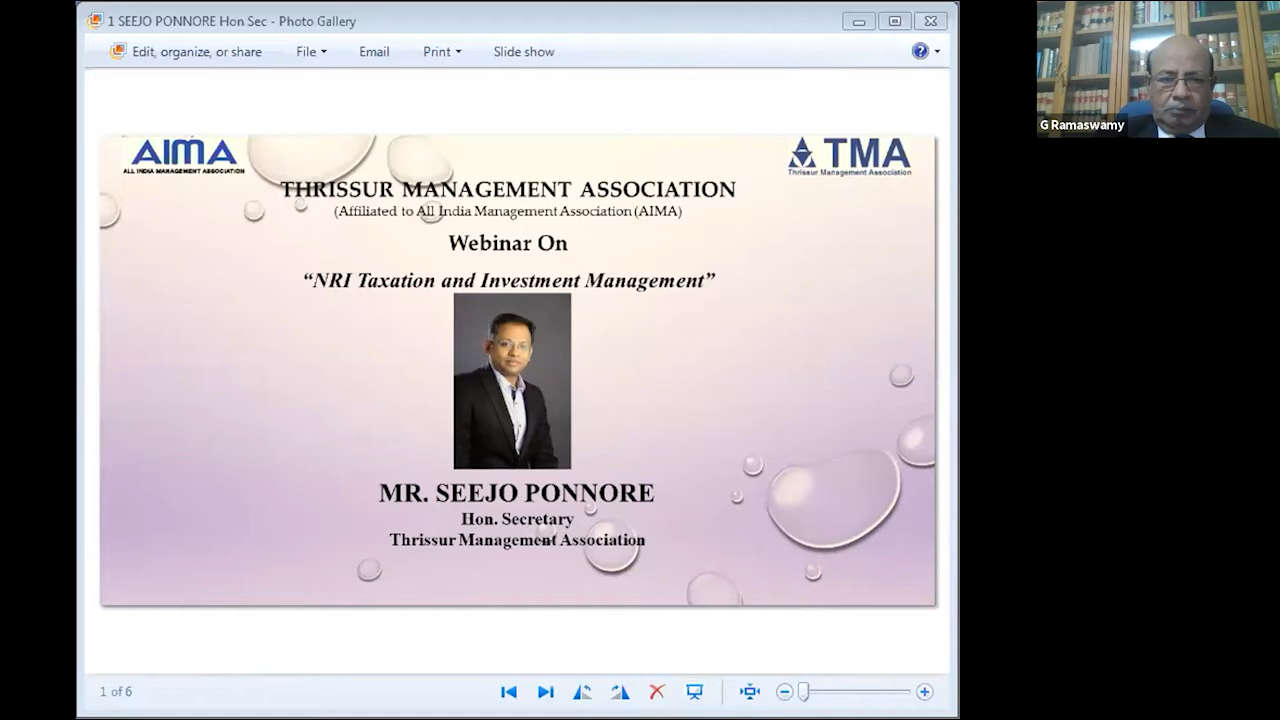 1 SEEJO PONNORE Hon Sec - Photo Gallery
Edit, organize, or share File Email Print Slide show
G Ramaswamy
AIMA
ALL INDIA MANAGEMENT ASSOCIATION
TMA
Thrissur Management Association
THRISSUR MANAGEMENT ASSOCIATION
(Affiliated to All India Management Association (AIMA)
Webinar On
“NRI Taxation and Investment Management”
MR. SEEJO PONNORE
Hon. Secretary
Thrissur Management Association
1 of 6